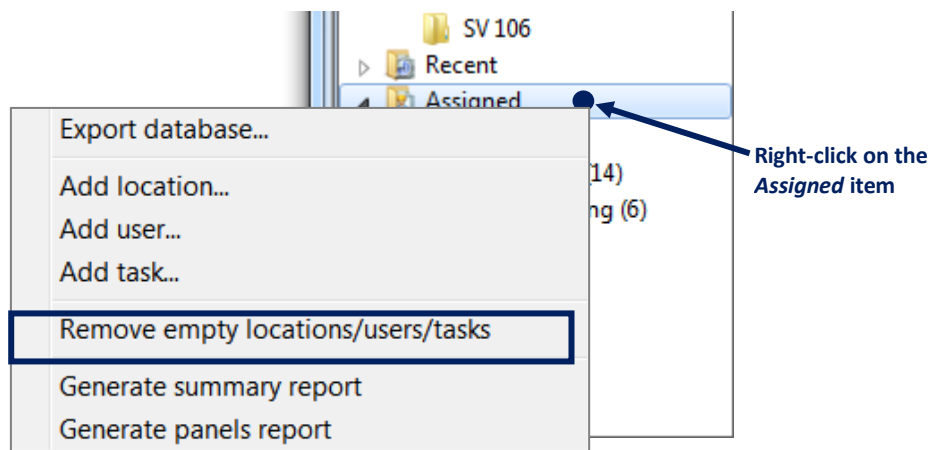 SV 106
Recent
Assigned
Export database...
Add location...
Add user...
Add task...
Remove empty locations/users/tasks
Generate summary report
Generate panels report
(14)
ng (6)
Right-click on the
Assigned item